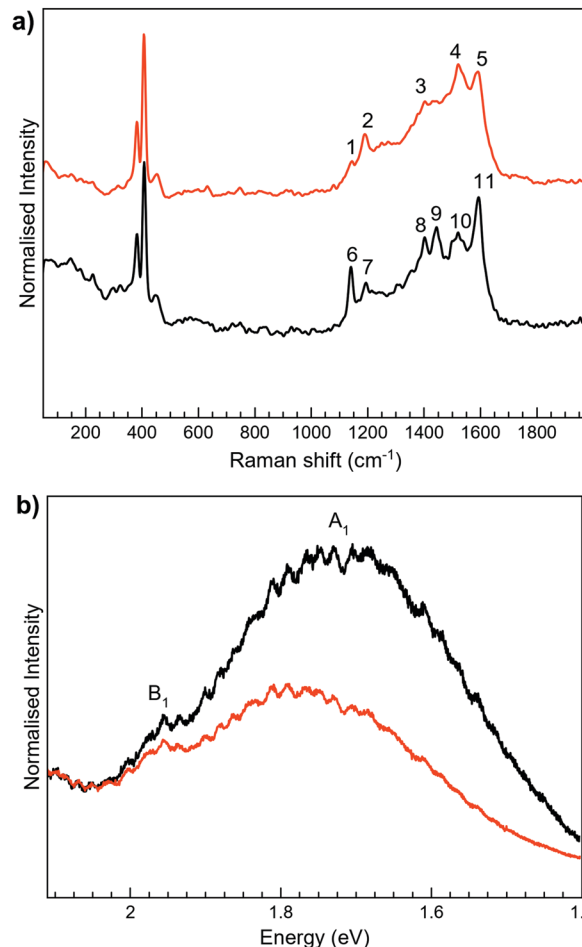 a)
Normalised Intensity
1
2
3
4
5
6
7
8
9
10
11
200 400 600 800 1000 1200 1400 1600 1800
Raman shift (cm⁻¹)
b)
Normalised Intensity
B₁
A₁
2 1.8 1.6 1.
Energy (eV)